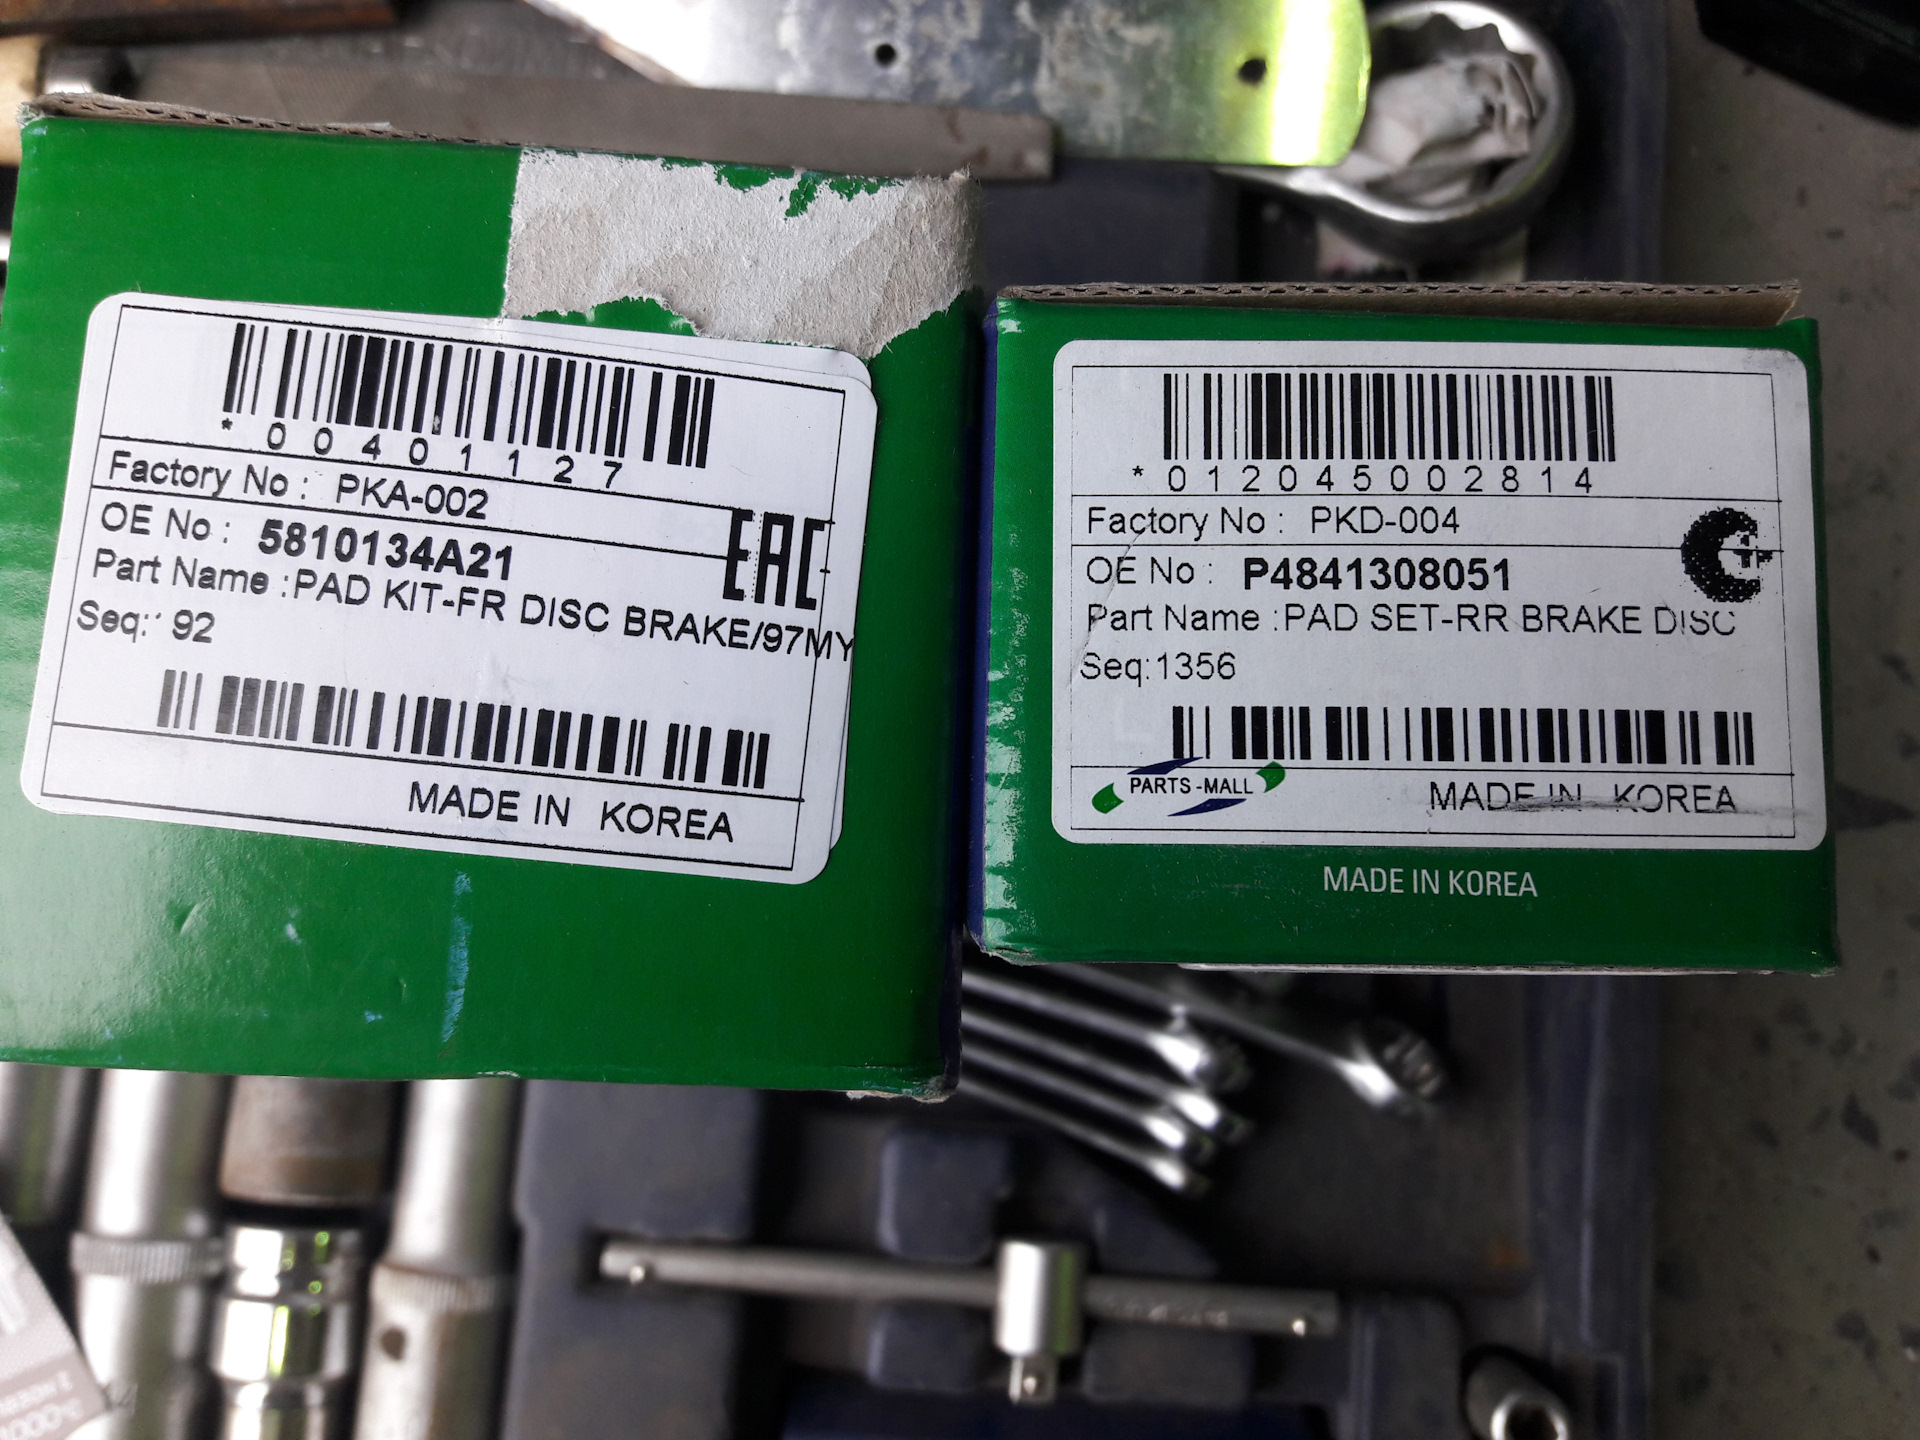 *00401127
Factory No : PKA-002
OE No : 5810134A21
EAC
Part Name :PAD KIT-FR DISC BRAKE/97MY
Seq: 92
MADE IN KOREA
*012045002814
Factory No : PKD-004
OE No : P4841308051
Part Name :PAD SET-RR BRAKE DISC
Seq:1356
PARTS-MALL
MADE IN KOREA
MADE IN KOREA